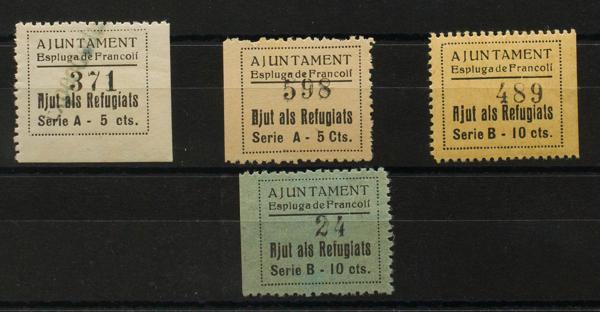 AJUNTAMENT
Espluga de Francolí
371
Ajut als Refugiats
Serie A - 5 cts.
AJUNTAMENT
Espluga de Francolí
598
Ajut als Refugiats
Serie A - 5 Cts.
AJUNTAMENT
Espluga de Francolí
489
Ajut als Refugiats
Serie B - 10 cts.
AJUNTAMENT
Espluga de Francolí
24
Ajut als Refugiats
Serie B - 10 cts.